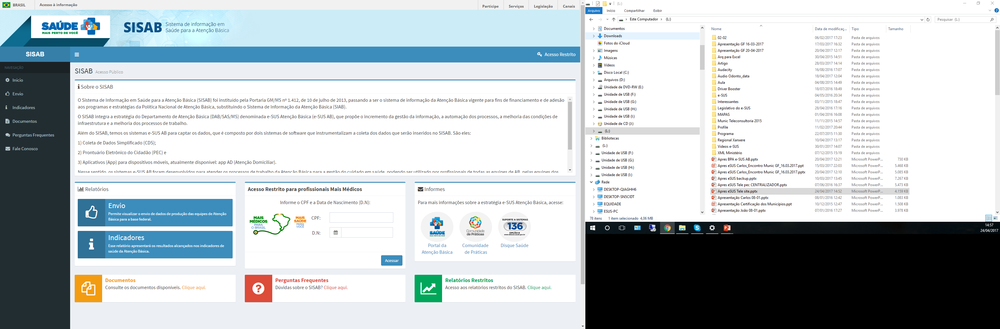 BRASIL
Acesso à informação
Participe
Serviços
Legislação
Canais
SAÚDE
MAIS PERTO DE VOCÊ
SISAB
Sistema de informação em
Saúde para a Atenção Básica
SISAB
Acesso Restrito
NAVEGAÇÃO
Início
Envio
Indicadores
Documentos
Perguntas Frequentes
Fale Conosco
SISAB Acesso Público
Sobre o SISAB
O Sistema de Informação em Saúde para a Atenção Básica (SISAB) foi instituído pela Portaria GM/MS nº 1.412, de 10 de julho de 2013, passando a ser o sistema de informação da Atenção Básica vigente para fins de financiamento e de adesão
aos programas e estratégias da Política Nacional de Atenção Básica, substituindo o Sistema de Informação da Atenção Básica (SIAB).
O SISAB integra a estratégia do Departamento de Atenção Básica (DAB/SAS/MS) denominada e-SUS Atenção Básica (e-SUS AB), que propõe o incremento da gestão da informação, a automação dos processos, a melhoria das condições de
infraestrutura e a melhoria dos processos de trabalho.
Além do SISAB, temos os sistemas e-SUS AB para captar os dados, que é composto por dois sistemas de software que instrumentalizam a coleta dos dados que serão inseridos no SISAB. São eles:
1) Coleta de Dados Simplificado (CDS);
2) Prontuário Eletrônico do Cidadão (PEC) e
3) Aplicativos (App) para dispositivos móveis, atualmente disponível: app AD (Atenção Domiciliar).
Nesse sentido, os sistemas e-SUS AB foram desenvolvidos para atender os processos de trabalho da Atenção Básica para a gestão do cuidado em saúde, podendo ser utilizado por profissionais de todas as equipes de AB, pelas equipes dos
Relatórios
Envio
Permite visualizar o envio de dados de produção das equipes de Atenção
Básica para a base federal.
Indicadores
Esse relatório apresentará os resultados alcançados nos indicadores de
saúde da Atenção Básica.
Acesso Restrito para profissionais Mais Médicos
Informe o CPF e a Data de Nascimento (D.N):
MAIS
MÉDICOS
PARA
O BRASIL
MAIS
SAÚDE
PARA
VOCÊ
CPF:
D.N:
Acessar
Informes
Para mais informações sobre a estratégia e-SUS Atenção Básica, acesse:
SAÚDE
MAIS PERTO DE VOCÊ
Portal da
Atenção Básica
Comunidade
de Práticas
Comunidade
de Práticas
SUPORTE A SISTEMAS
136
OPÇÃO 8
www.datasus.saude.gov.br
Disque Saúde
Documentos
Consulte os documentos disponíveis. Clique aqui.
Perguntas Frequentes
Dúvidas sobre o SISAB? Clique aqui.
Relatórios Restritos
Acesso aos relatórios restritos do SISAB. Clique aqui.
(L:)
Arquivo
Início
Compartilhar
Exibir
Este Computador > (L:)
Pesquisar (L:)
Documentos
Downloads
Fotos do iCloud
Imagens
Músicas
Vídeos
Disco Local (C:)
Arquivos (D:)
Unidade de DVD-RW (E:)
Unidade de USB (F:)
Unidade de USB (G:)
Unidade de USB (H:)
Unidade de USB (I:)
Unidade de CD (J:)
(L:)
Bibliotecas
(L:)
Unidade de USB (F:)
Unidade de USB (G:)
Unidade de USB (H:)
Unidade de USB (I:)
Rede
DESKTOP-QIAGHH6
DESKTOP-SN5CIDT
EQUIDADE
ESUS-PC
Nome Data de modificaç... Tipo Tamanho
02-02 06/02/2017 17:23 Pasta de arquivos
Apresentação GF 16-03-2017 17/03/2017 16:32 Pasta de arquivos
Apresentação GF 20-04-2017 20/04/2017 12:17 Pasta de arquivos
Arq para Excel 30/04/2015 14:51 Pasta de arquivos
Artigo 28/03/2017 14:14 Pasta de arquivos
Audacity 16/08/2016 17:07 Pasta de arquivos
Audio Odonto_data 18/04/2017 12:04 Pasta de arquivos
Aula 04/08/2015 14:49 Pasta de arquivos
Driver Booster 18/07/2016 18:49 Pasta de arquivos
e-SUS 04/05/2016 20:34 Pasta de arquivos
Interessantes 03/11/2015 18:47 Pasta de arquivos
Legislativo do e-SUS 28/04/2016 17:16 Pasta de arquivos
MAPAS 01/04/2016 16:08 Pasta de arquivos
Munic Teleconsultoria 2015 11/11/2015 14:57 Pasta de arquivos
Profile 11/02/2017 20:44 Pasta de arquivos
Programa 22/07/2015 11:30 Pasta de arquivos
Regional Xanxere 10/04/2017 13:17 Pasta de arquivos
Videos e-SUS 30/01/2017 14:07 Pasta de arquivos
XML Ministério 07/12/2015 15:19 Pasta de arquivos
Apres BPA e-SUS AB.pptx 20/04/2017 12:21 Microsoft PowerP... 730 KB
Apres eSUS Carlos_Encontro Munic GF_16.03.2017.ppt 15/03/2017 22:03 Microsoft PowerP... 5.468 KB
Apres eSUS Carlos_Encontro Munic GF_16.03.2017.pptx 20/04/2017 12:10 Microsoft PowerP... 5.085 KB
Apres eSUS backup.pptx 10/03/2017 13:45 Microsoft PowerP... 7.267 KB
Apres eSUS Tele pec CENTRALIZADOR.pptx 07/06/2016 16:37 Microsoft PowerP... 5.473 KB
Apres eSUS Tele site.pptx 24/04/2017 14:52 Microsoft PowerP... 4.159 KB
Apresentação Carlos 08-01.pptx 08/01/2016 12:42 Microsoft PowerP... 1.083 KB
Apresentação Certificação dos Municípios.ppt 10/12/2015 12:47 Microsoft PowerP... 1.508 KB
Apresentação João 08-01.pptx 07/01/2016 17:27 Microsoft PowerP... 3.978 KB
78 itens 1 item selecionado 4,06 MB
14:57
24/04/2017